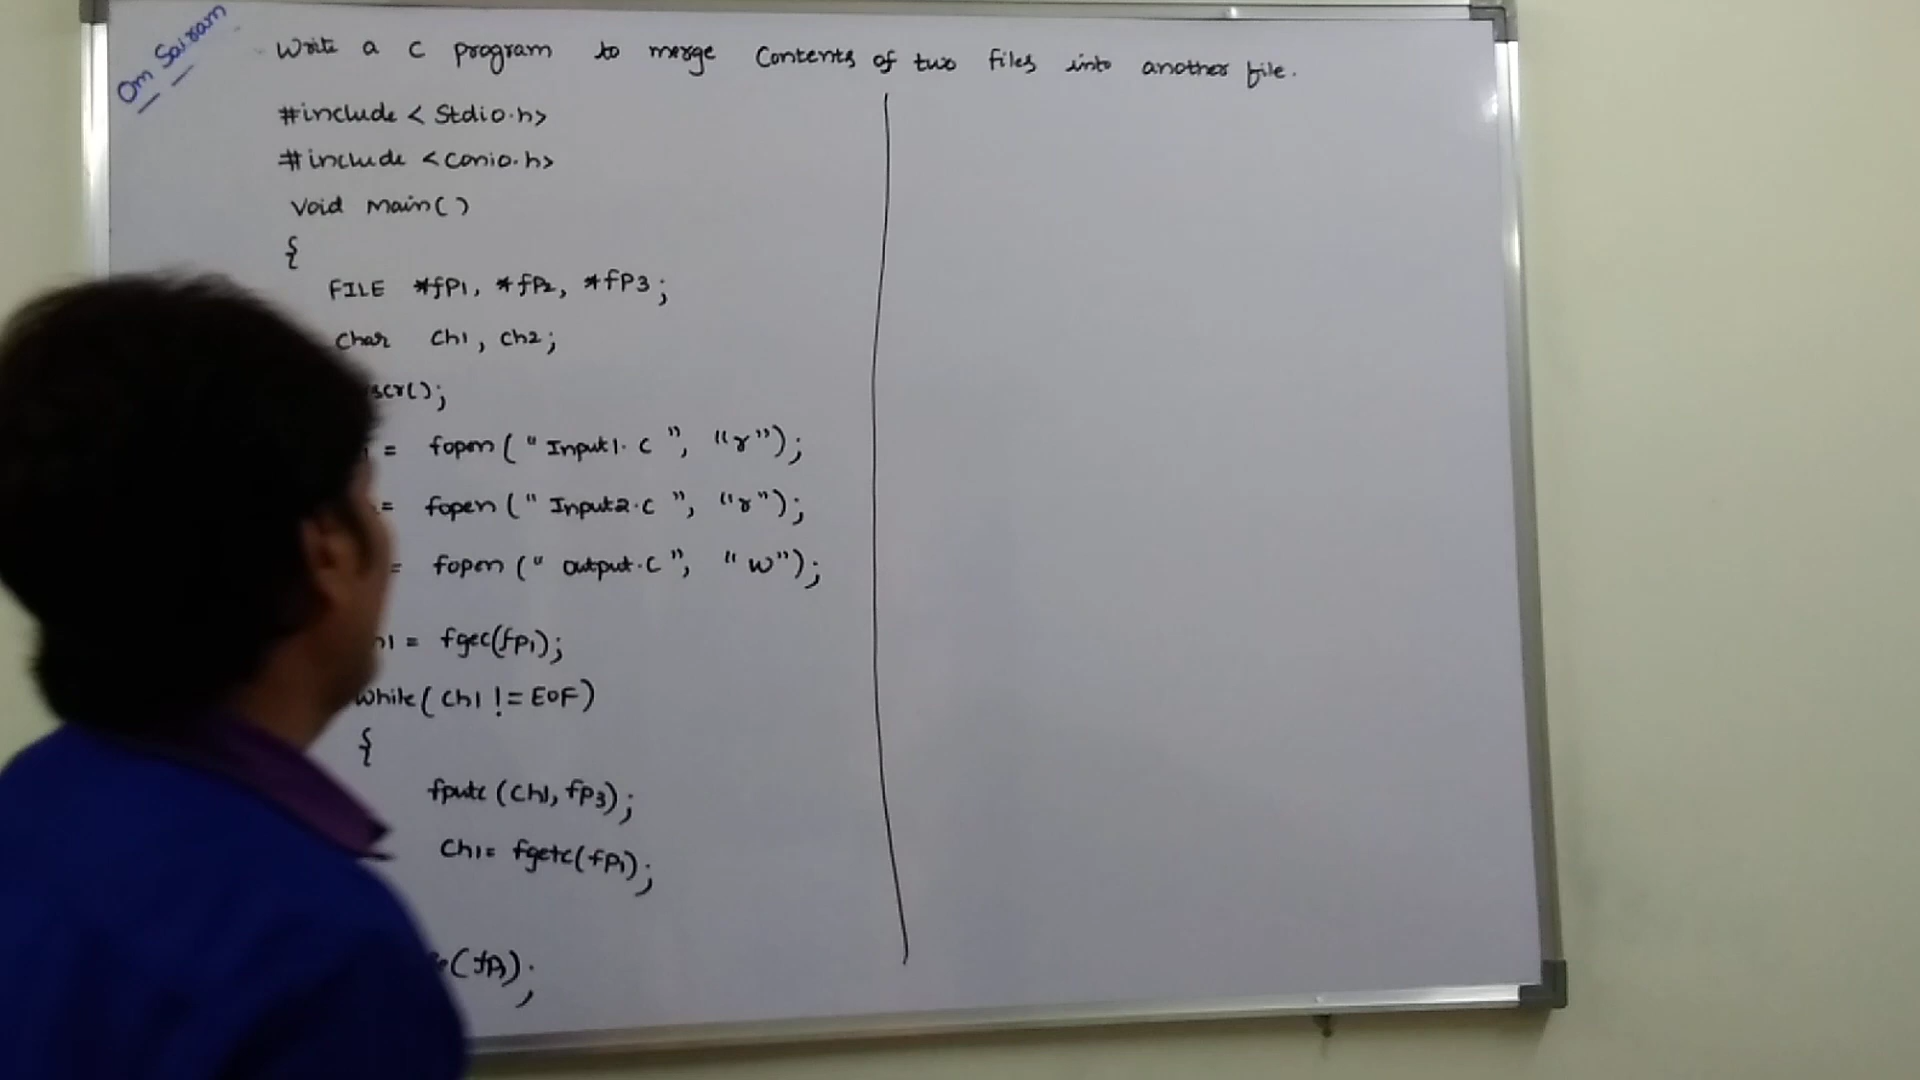 Om Sairam
Write a C program to merge Contents of two files into another file.
#include < Stdio.h>
#include <conio.h>
Void main()
{
FILE *fp1, *fp2, *fp3;
char ch1, ch2;
scr();
= fopen(" Input1. c ", "r");
= fopen (" Input2.c ", "r");
= fopen (" output.c ", "w");
h1 = fgec(fp1);
while( ch1 != EOF)
{
fputc (ch1, fp3);
ch1= fgetc(fp1);
(fp1);